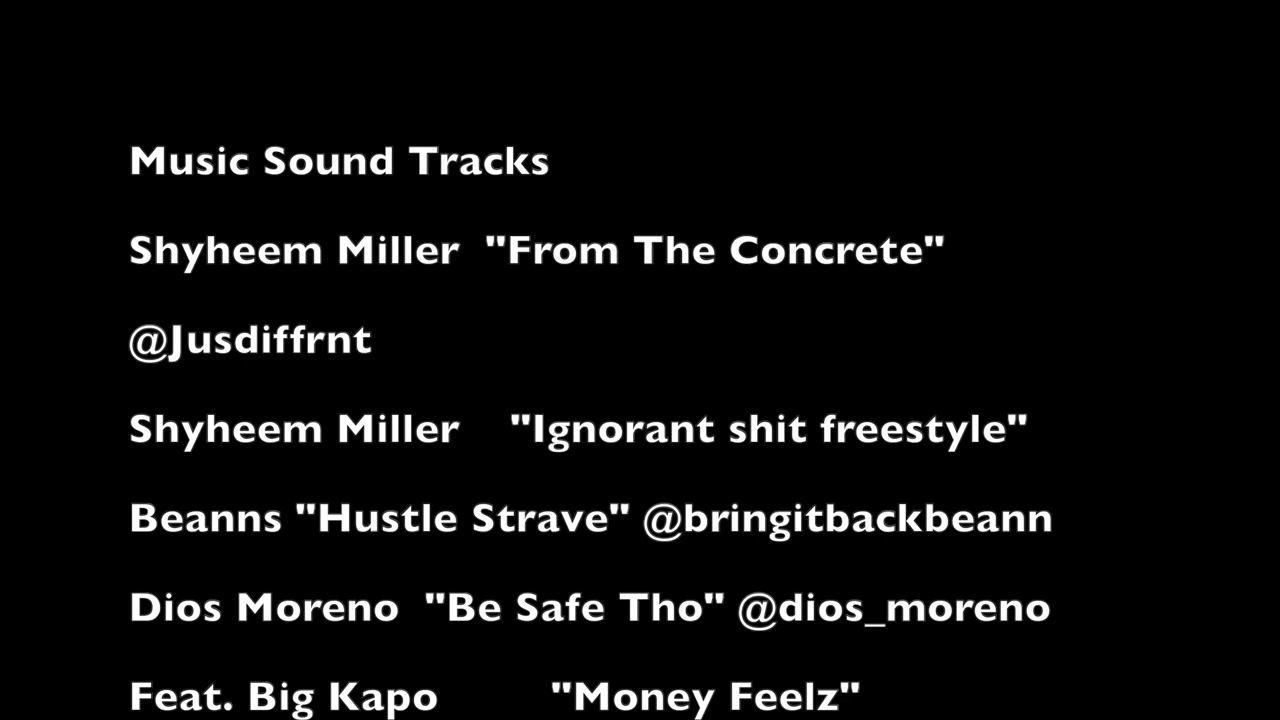 Music Sound Tracks
Shyheem Miller  "From The Concrete"
@Jusdiffrnt
Shyheem Miller    "Ignorant shit freestyle"
Beanns "Hustle Strave" @bringitbackbeann
Dios Moreno  "Be Safe Tho" @dios_moreno
Feat. Big Kapo         "Money Feelz"